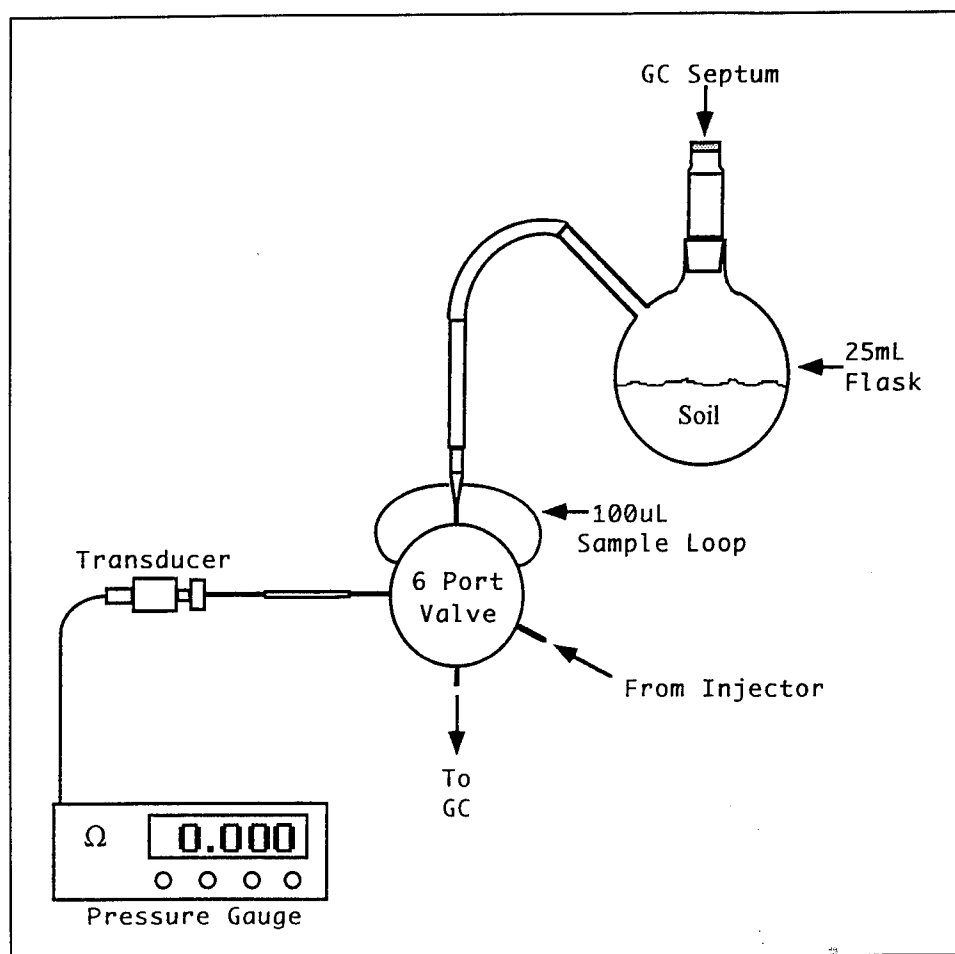 GC Septum
25mL
Flask
Soil
100uL
Sample Loop
Transducer
6 Port
Valve
From Injector
To
GC
Ω
0.000
Pressure Gauge